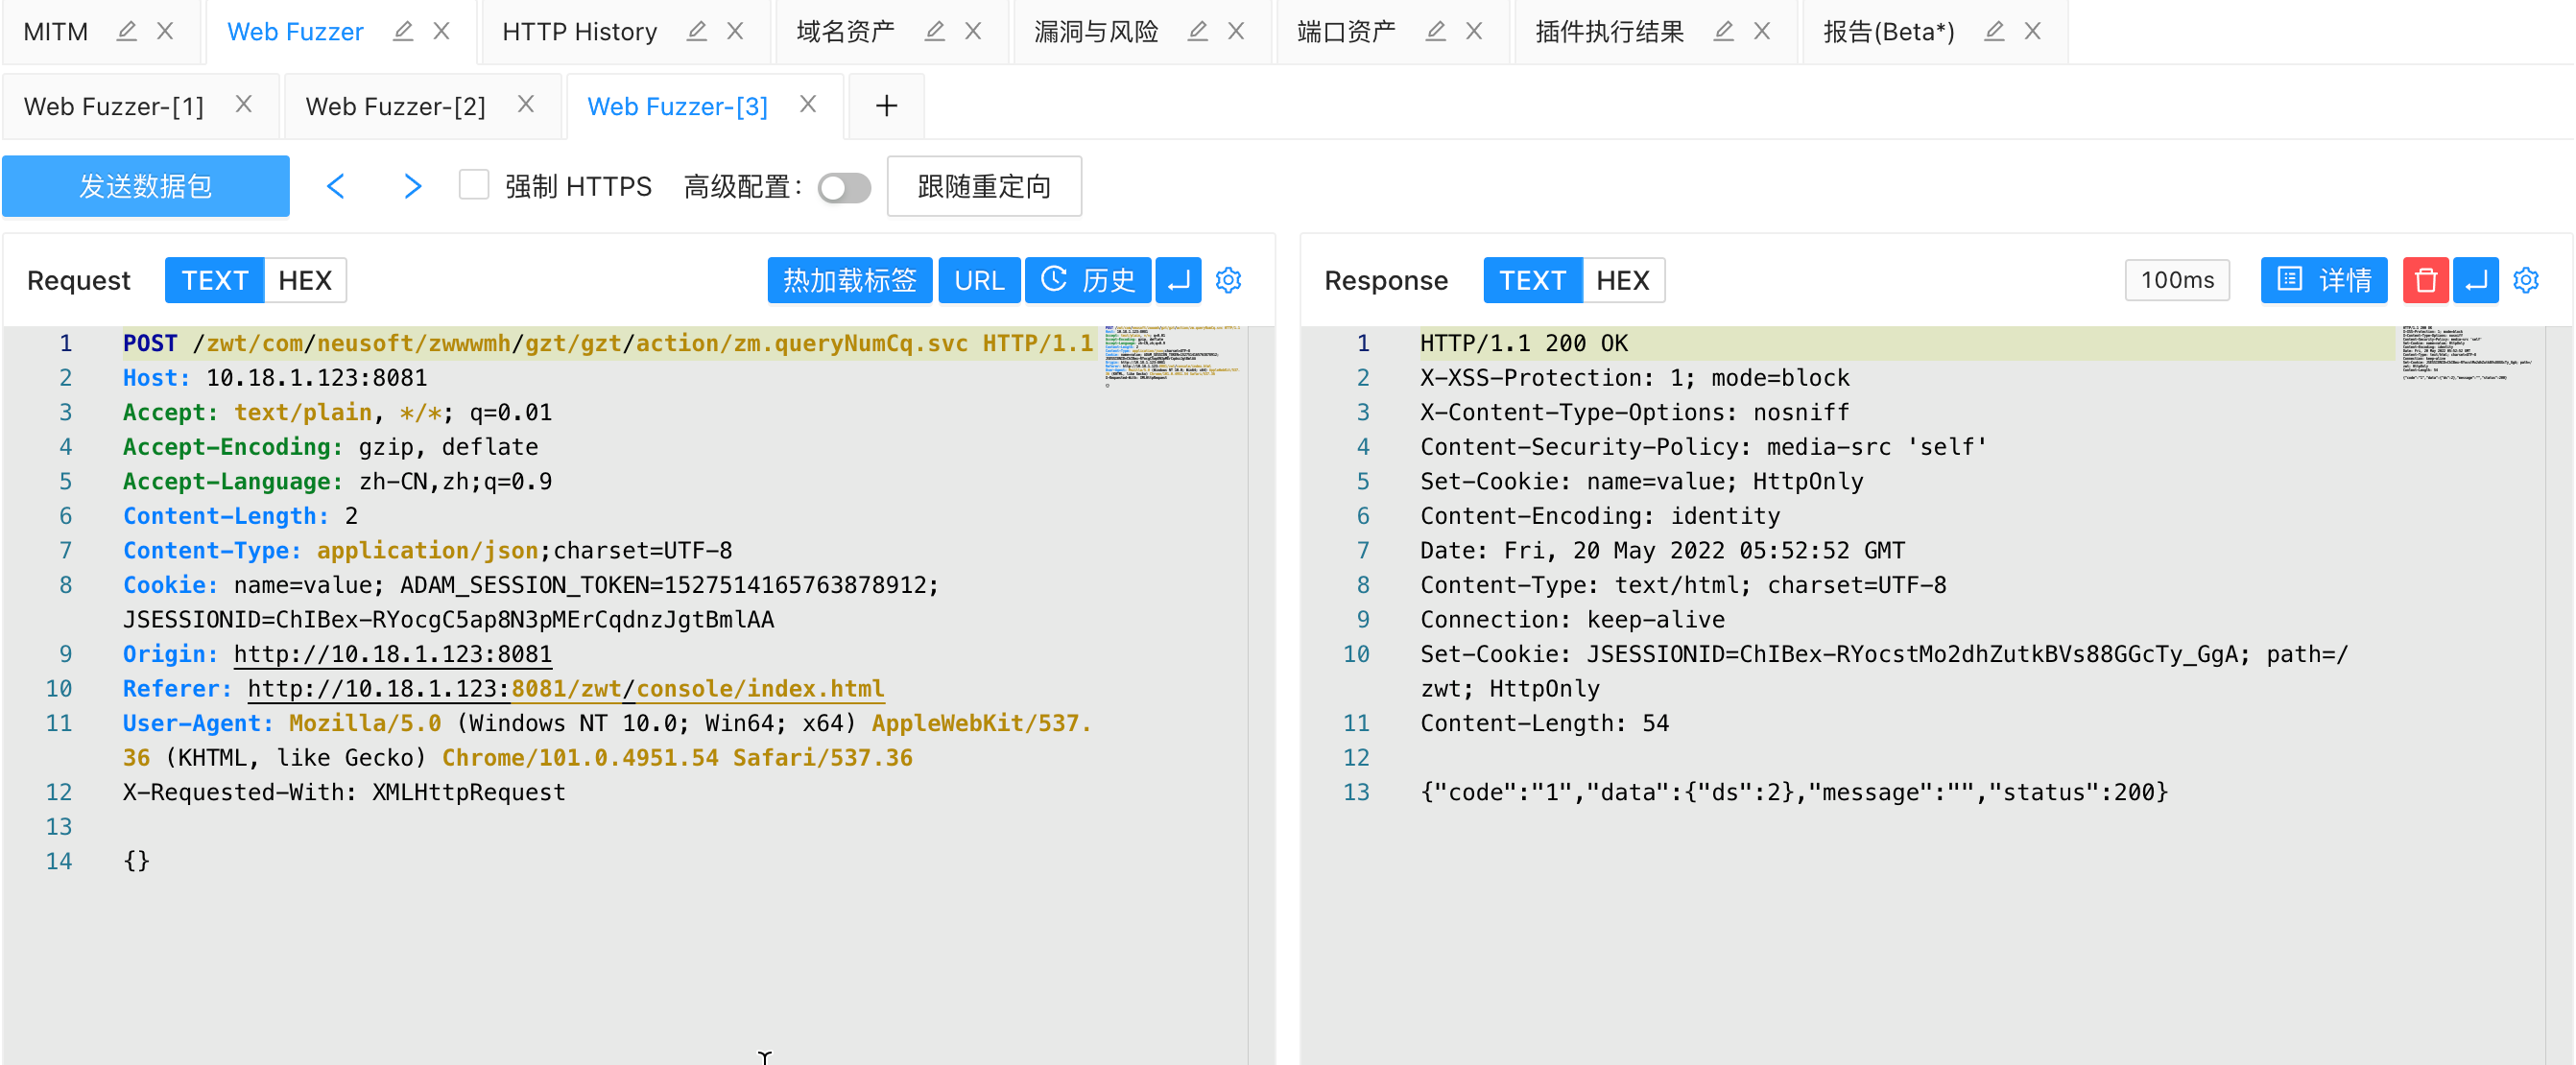 MITM Web Fuzzer HTTP History 域名资产 漏洞与风险 端口资产 插件执行结果 报告(Beta*)
Web Fuzzer-[1] Web Fuzzer-[2] Web Fuzzer-[3] +
发送数据包 < > 强制 HTTPS 高级配置: 跟随重定向
Request TEXT HEX 热加载标签 URL 历史
1 POST /zwt/com/neusoft/zwwwmh/gzt/gzt/action/zm.queryNumCq.svc HTTP/1.1
2 Host: 10.18.1.123:8081
3 Accept: text/plain, */*; q=0.01
4 Accept-Encoding: gzip, deflate
5 Accept-Language: zh-CN,zh;q=0.9
6 Content-Length: 2
7 Content-Type: application/json;charset=UTF-8
8 Cookie: name=value; ADAM_SESSION_TOKEN=1527514165763878912;
JSESSIONID=ChIBex-RYocgC5ap8N3pMErCqdnzJgtBmlAA
9 Origin: http://10.18.1.123:8081
10 Referer: http://10.18.1.123:8081/zwt/console/index.html
11 User-Agent: Mozilla/5.0 (Windows NT 10.0; Win64; x64) AppleWebKit/537.
36 (KHTML, like Gecko) Chrome/101.0.4951.54 Safari/537.36
12 X-Requested-With: XMLHttpRequest
13
14 {}
Response TEXT HEX 100ms 详情
1 HTTP/1.1 200 OK
2 X-XSS-Protection: 1; mode=block
3 X-Content-Type-Options: nosniff
4 Content-Security-Policy: media-src 'self'
5 Set-Cookie: name=value; HttpOnly
6 Content-Encoding: identity
7 Date: Fri, 20 May 2022 05:52:52 GMT
8 Content-Type: text/html; charset=UTF-8
9 Connection: keep-alive
10 Set-Cookie: JSESSIONID=ChIBex-RYocstMo2dhZutkBVs88GGcTy_GgA; path=/
zwt; HttpOnly
11 Content-Length: 54
12
13 {"code":"1","data":{"ds":2},"message":"","status":200}